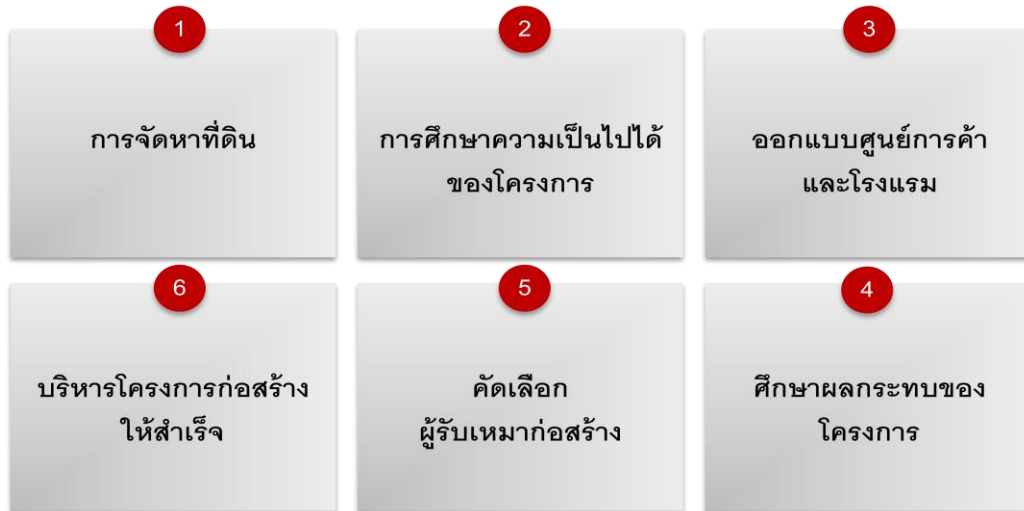 1
การจัดหาที่ดิน
2
การศึกษาความเป็นไปได้
ของโครงการ
3
ออกแบบศูนย์การค้า
และโรงแรม
4
ศึกษาผลกระทบของ
โครงการ
5
คัดเลือก
ผู้รับเหมาก่อสร้าง
6
บริหารโครงการก่อสร้าง
ให้สำเร็จ